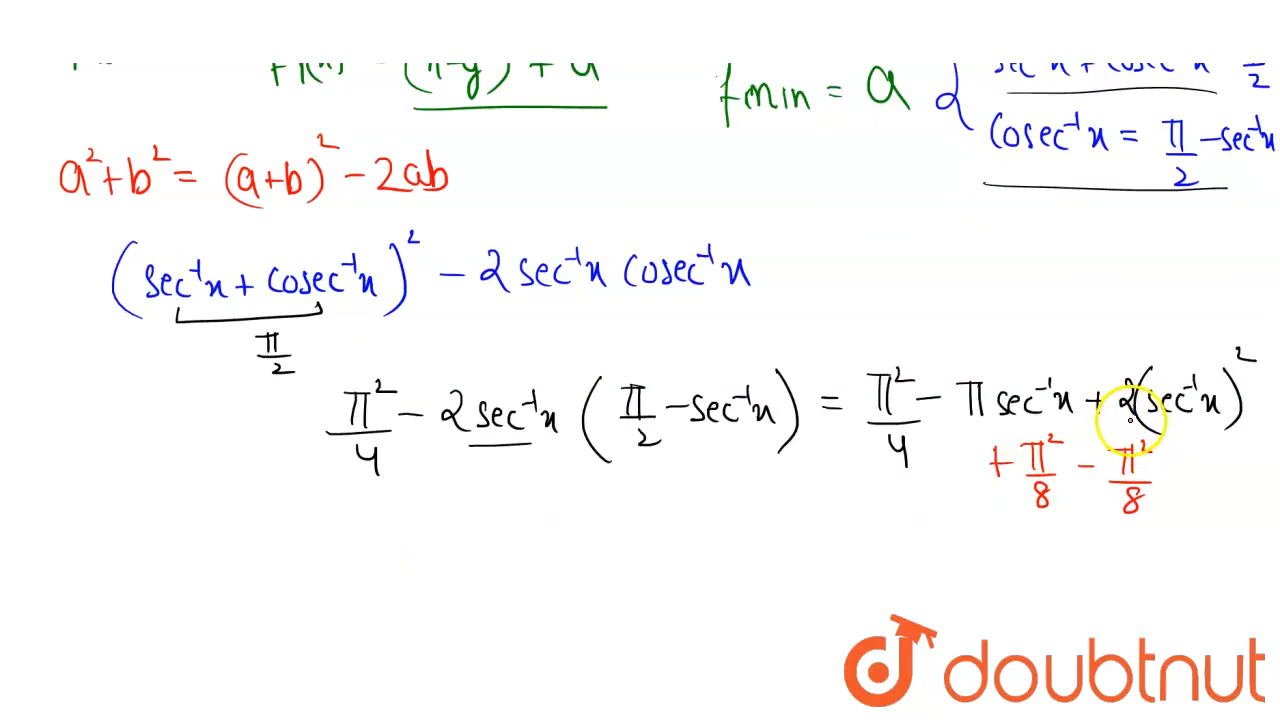 fmin = a
a² + b² = (a+b)² - 2ab
cosec⁻¹x = π/2 - sec⁻¹x
(sec⁻¹x + cosec⁻¹x)² - 2 sec⁻¹x cosec⁻¹x
π/2
π²/4 - 2 sec⁻¹x (π/2 - sec⁻¹x) = π²/4 - π sec⁻¹x + 2(sec⁻¹x)²
+ π²/8 - π²/8
doubtnut